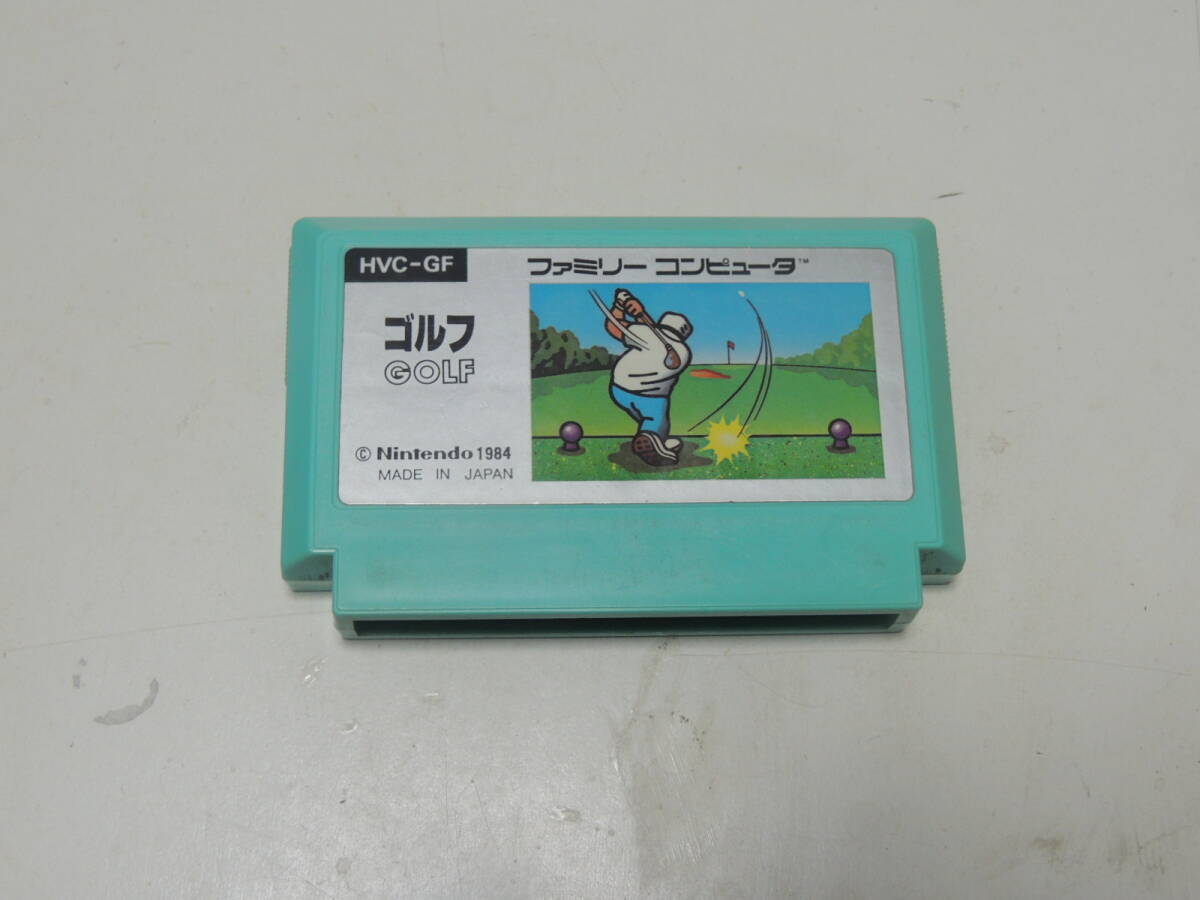 HVC-GF
ファミリー コンピュータ™
ゴルフ
GOLF
© Nintendo 1984
MADE IN JAPAN